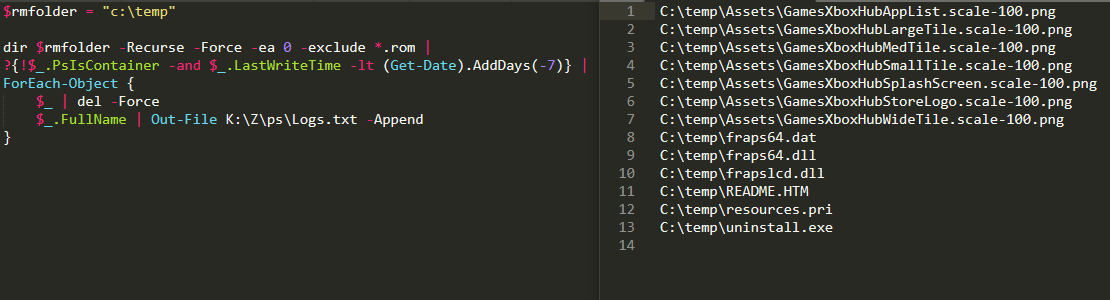 $rmfolder = "c:\temp"
dir $rmfolder -Recurse -Force -ea 0 -exclude *.rom |
?{!$_.PsIsContainer -and $_.LastWriteTime -lt (Get-Date).AddDays(-7)} |
ForEach-Object {
    $_ | del -Force
    $_.FullName | Out-File K:\Z\ps\Logs.txt -Append
}
1 C:\temp\Assets\GamesXboxHubAppList.scale-100.png
2 C:\temp\Assets\GamesXboxHubLargeTile.scale-100.png
3 C:\temp\Assets\GamesXboxHubMedTile.scale-100.png
4 C:\temp\Assets\GamesXboxHubSmallTile.scale-100.png
5 C:\temp\Assets\GamesXboxHubSplashScreen.scale-100.png
6 C:\temp\Assets\GamesXboxHubStoreLogo.scale-100.png
7 C:\temp\Assets\GamesXboxHubWideTile.scale-100.png
8 C:\temp\fraps64.dat
9 C:\temp\fraps64.dll
10 C:\temp\frapslcd.dll
11 C:\temp\README.HTM
12 C:\temp\resources.pri
13 C:\temp\uninstall.exe
14